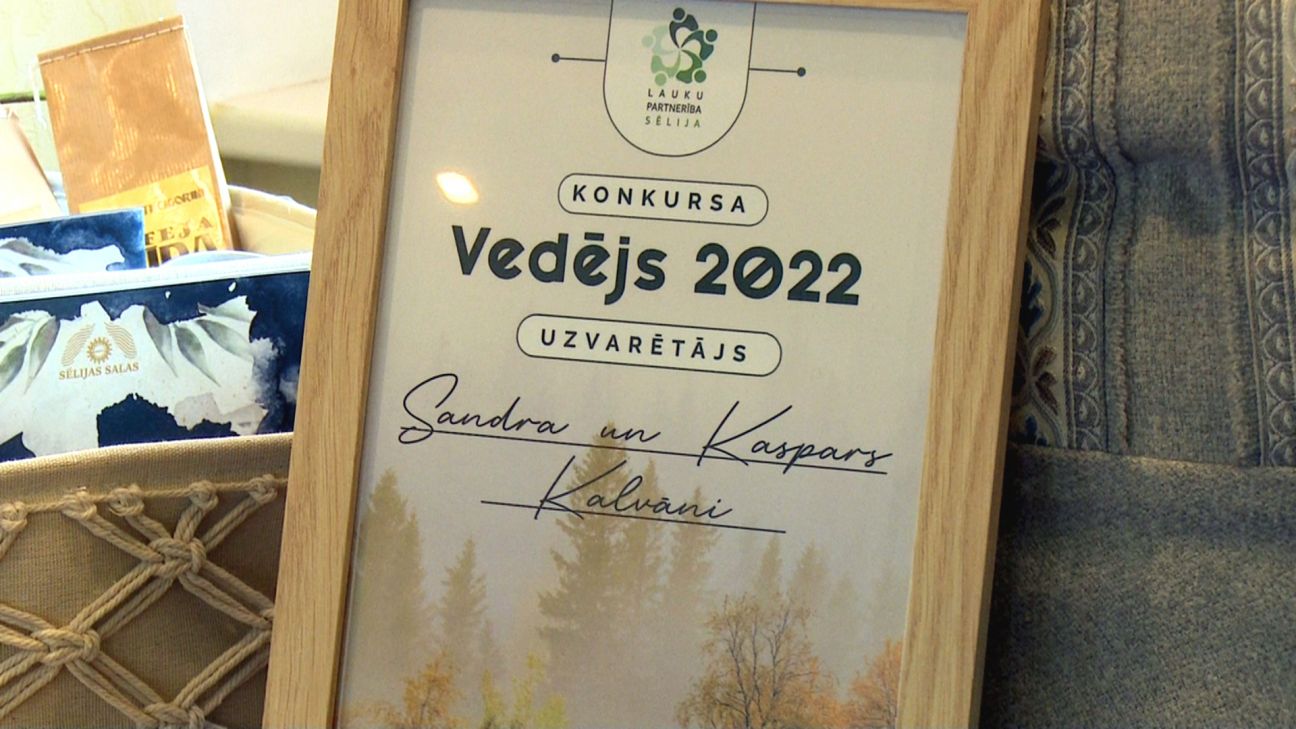 LAUKU
PARTNERĪBA
SĒLIJA
KONKURSA
Vedējs 2022
UZVARĒTĀJS
Sandra un Kaspars
Kalvāni
SĒLIJAS SALAS